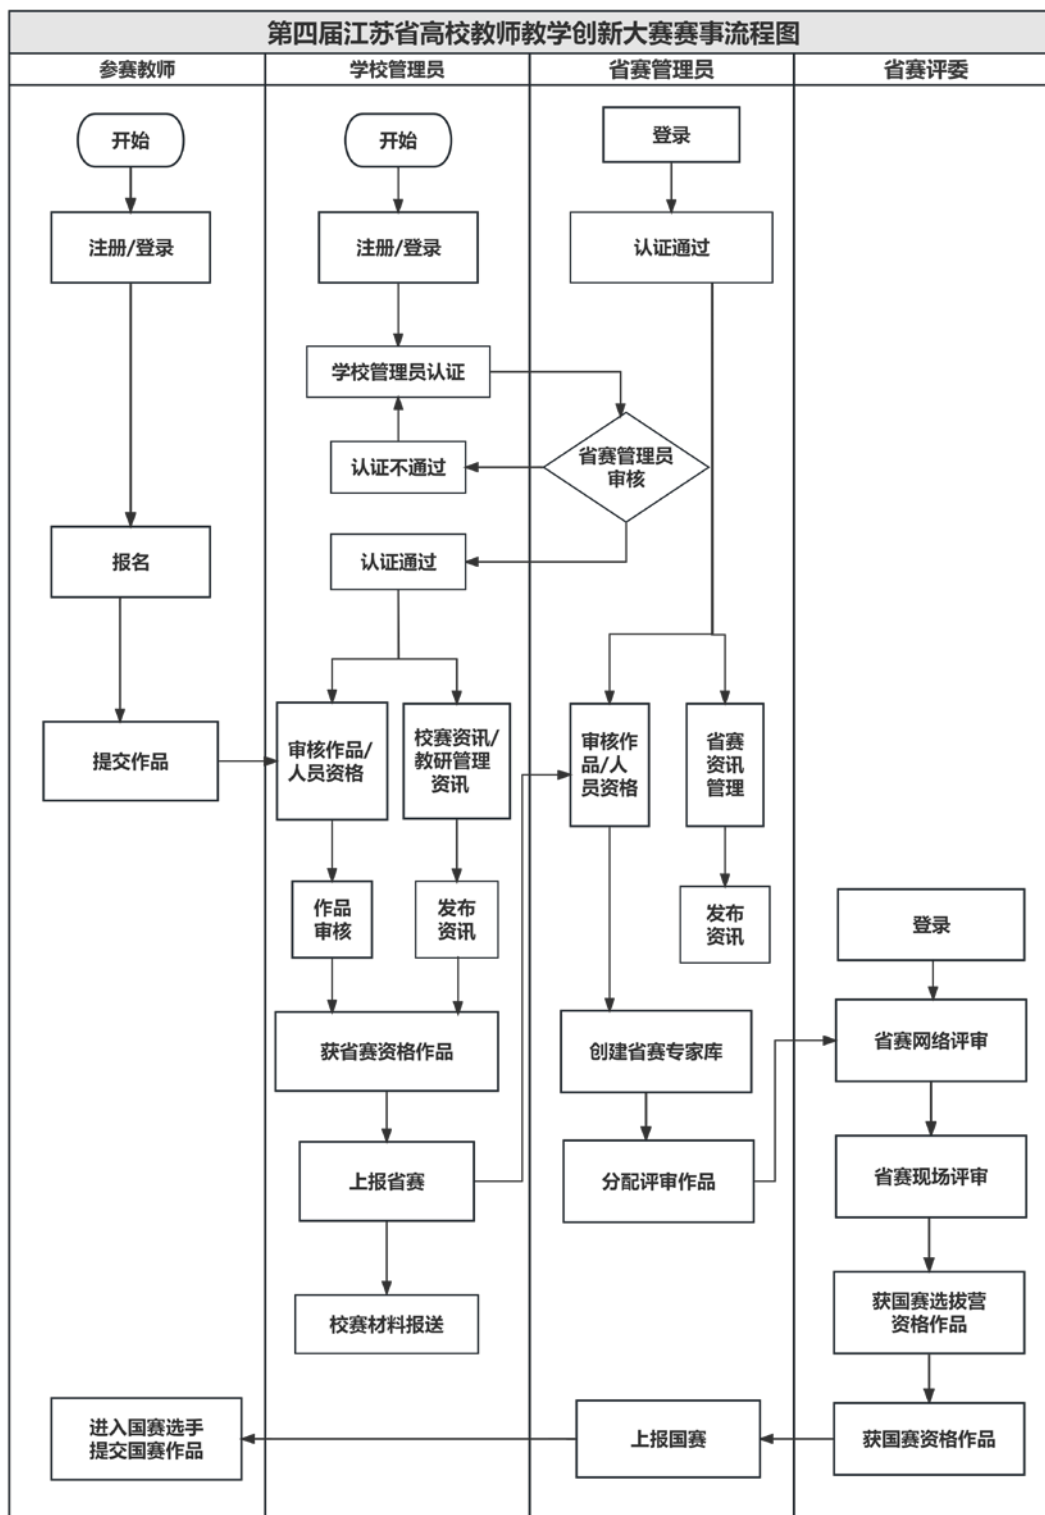 第四届江苏省高校教师教学创新大赛赛事流程图
参赛教师
学校管理员
省赛管理员
省赛评委
开始
开始
登录
注册/登录
注册/登录
认证通过
学校管理员认证
省赛管理员
审核
认证不通过
认证通过
报名
提交作品
审核作品/
人员资格
校赛资讯/
教研管理
资讯
审核作
品/人
员资格
省赛
资讯
管理
作品
审核
发布
资讯
发布
资讯
登录
获省赛资格作品
创建省赛专家库
省赛网络评审
上报省赛
分配评审作品
省赛现场评审
校赛材料报送
获国赛选拔营
资格作品
进入国赛选手
提交国赛作品
上报国赛
获国赛资格作品